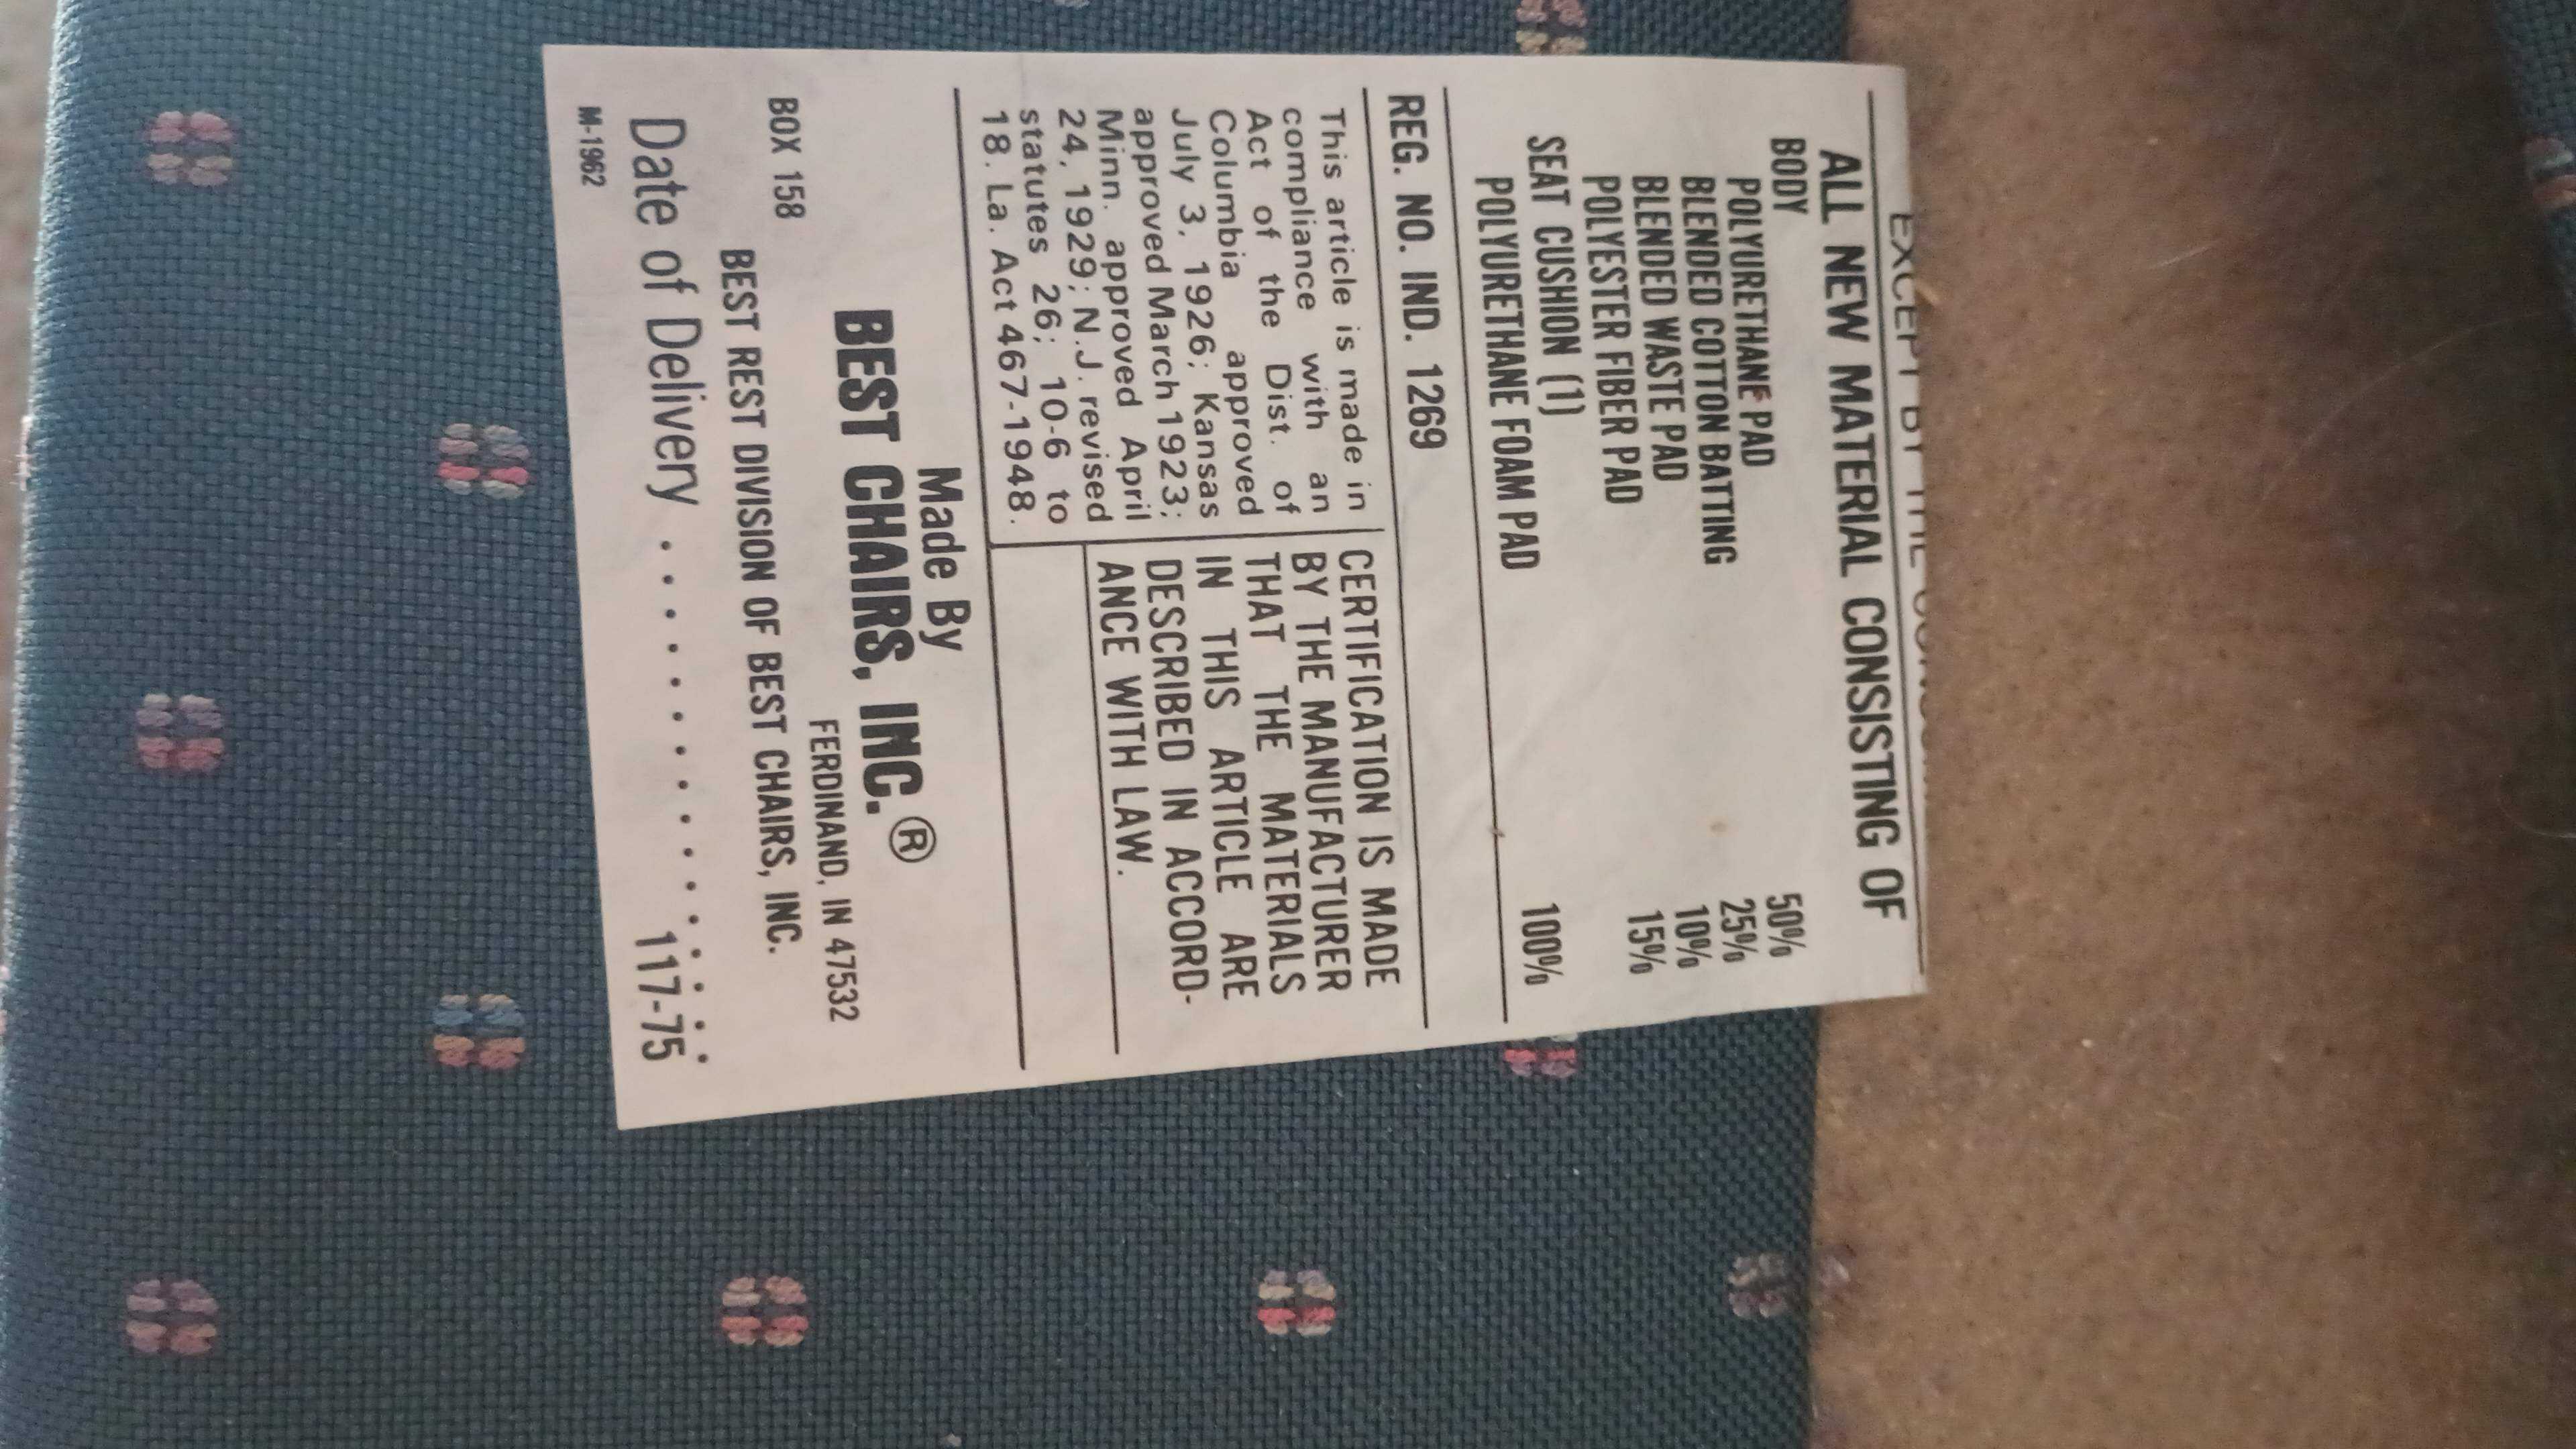 EXCEPT BY THE
ALL NEW MATERIAL CONSISTING OF
BODY
POLYURETHANE PAD 50%
BLENDED COTTON BATTING 25%
BLENDED WASTE PAD 10%
POLYESTER FIBER PAD 15%
SEAT CUSHION (1)
POLYURETHANE FOAM PAD 100%
REG. NO. IND. 1269
This article is made in
compliance with an
Act of the Dist. of
Columbia approved
July 3, 1926; Kansas
approved March 1923;
Minn. approved April
24, 1929; N.J. revised
statutes 26; 10-6 to
18. La. Act 467-1948.
CERTIFICATION IS MADE
BY THE MANUFACTURER
THAT THE MATERIALS
IN THIS ARTICLE ARE
DESCRIBED IN ACCORD-
ANCE WITH LAW.
Made By
BEST CHAIRS, INC.®
BOX 158 FERDINAND, IN 47532
BEST REST DIVISION OF BEST CHAIRS, INC.
Date of Delivery ....................
M-1962 117-75